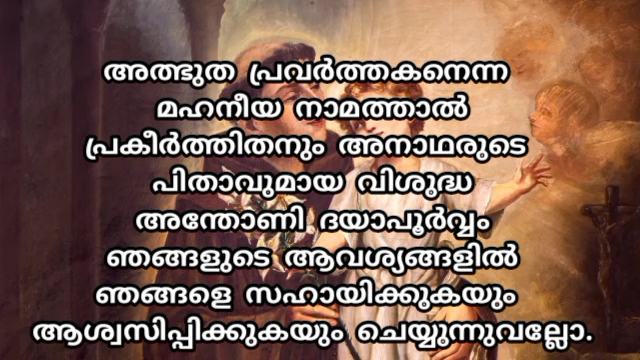 അത്ഭുത പ്രവർത്തകനെന്ന
മഹനീയ നാമത്താൽ
പ്രകീർത്തിതനും അനാഥരുടെ
പിതാവുമായ വിശുദ്ധ
അന്തോണി ദയാപൂർവ്വം
ഞങ്ങളുടെ ആവശ്യങ്ങളിൽ
ഞങ്ങളെ സഹായിക്കുകയും
ആശ്വസിപ്പിക്കുകയും ചെയ്യൂന്നുവല്ലോ.